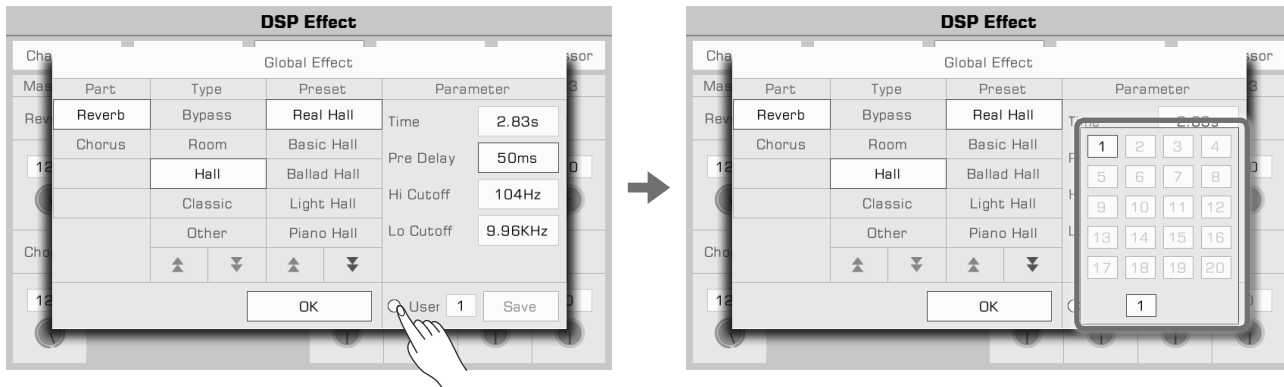 DSP Effect
Cha
ssor
Global Effect
Mas
Part
Type
Preset
Parameter
3
Rev
Reverb
Bypass
Real Hall
Time
2.83s
Chorus
Room
Basic Hall
Pre Delay
50ms
12
Hall
Ballad Hall
0
Classic
Light Hall
Hi Cutoff
104Hz
Other
Piano Hall
Lo Cutoff
9.96KHz
Cho
12
OK
User
1
Save
DSP Effect
Cha
ssor
Global Effect
Mas
Part
Type
Preset
Parameter
3
Rev
Reverb
Bypass
Real Hall
Chorus
Room
Basic Hall
12
Hall
Ballad Hall
0
Classic
Light Hall
Other
Piano Hall
1 2 3 4
5 6 7 8
9 10 11 12
13 14 15 16
17 18 19 20
Cho
12
OK
1